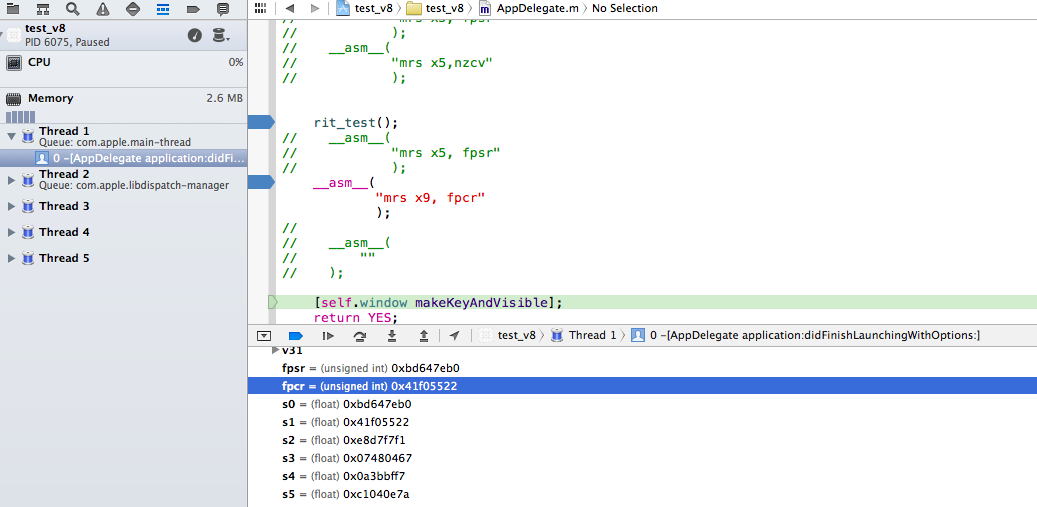 test_v8 〉 test_v8 〉 AppDelegate.m 〉 No Selection
test_v8
PID 6075, Paused
CPU 0%
Memory 2.6 MB
Thread 1
Queue: com.apple.main-thread
0 -[AppDelegate application:didFi...
Thread 2
Queue: com.apple.libdispatch-manager
Thread 3
Thread 4
Thread 5
// "mrs x5, fpsr"
// );
// __asm__(
// "mrs x5,nzcv"
// );
rit_test();
// __asm__(
// "mrs x5, fpsr"
// );
__asm__(
"mrs x9, fpcr"
);
//
// __asm__(
// ""
// );
[self.window makeKeyAndVisible];
return YES;
test_v8 〉 Thread 1 〉 0 -[AppDelegate application:didFinishLaunchingWithOptions:]
v31
fpsr = (unsigned int) 0xbd647eb0
fpcr = (unsigned int) 0x41f05522
s0 = (float) 0xbd647eb0
s1 = (float) 0x41f05522
s2 = (float) 0xe8d7f7f1
s3 = (float) 0x07480467
s4 = (float) 0x0a3bbff7
s5 = (float) 0xc1040e7a